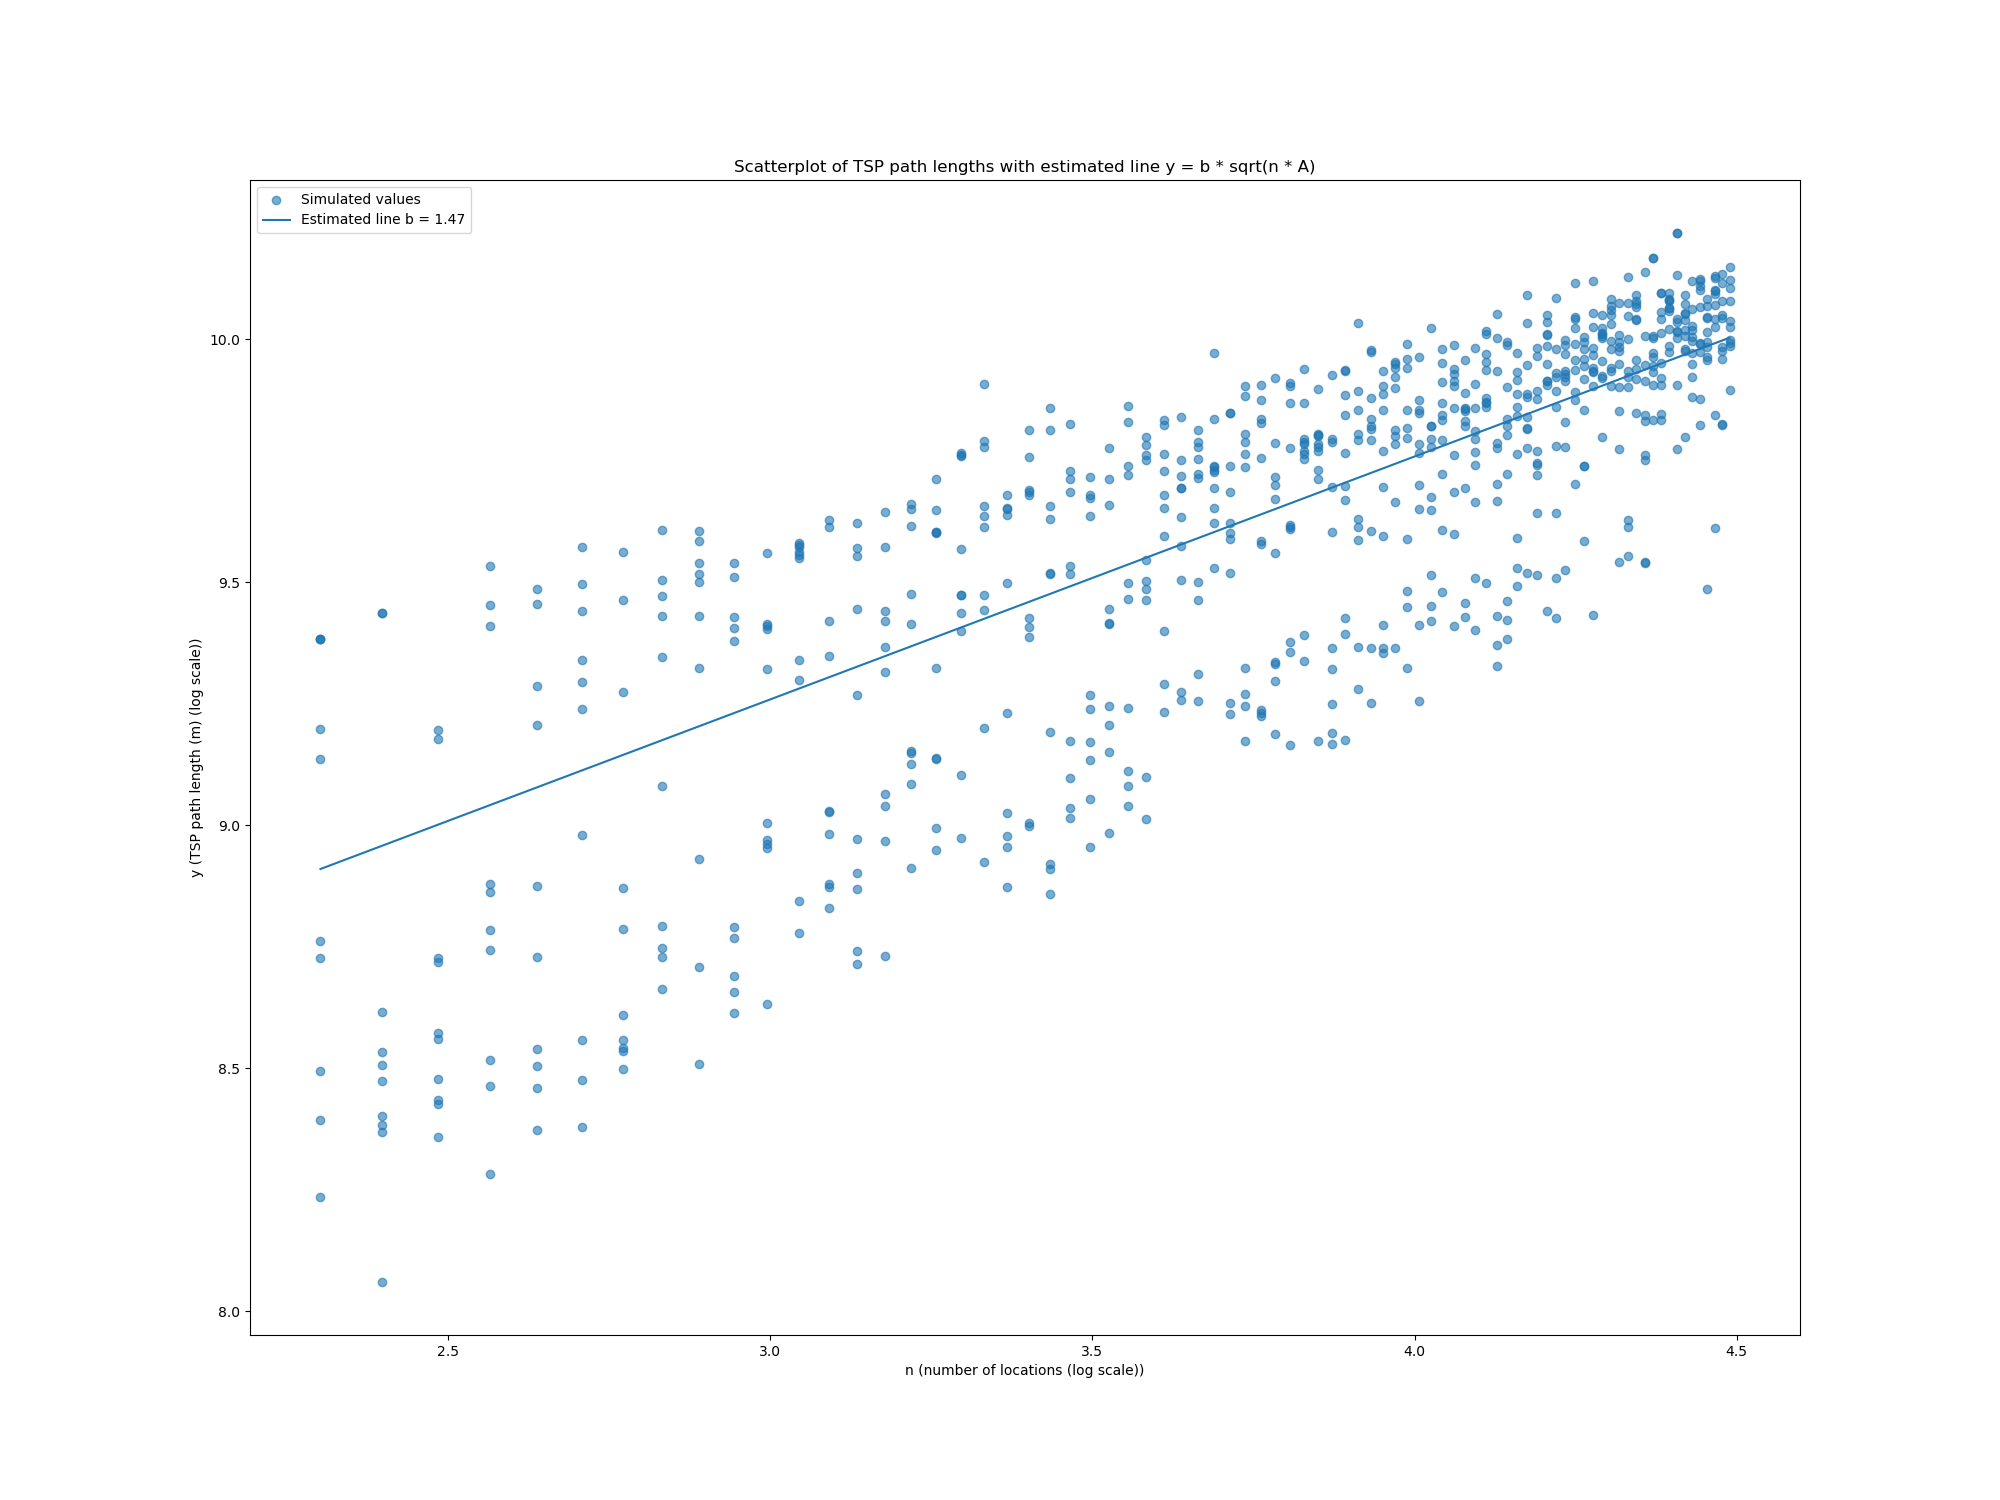 Scatterplot of TSP path lengths with estimated line y = b * sqrt(n * A)
Simulated values
Estimated line b = 1.47
y (TSP path length (m) (log scale))
10.0
9.5
9.0
8.5
8.0
2.5
3.0
3.5
4.0
4.5
n (number of locations (log scale))